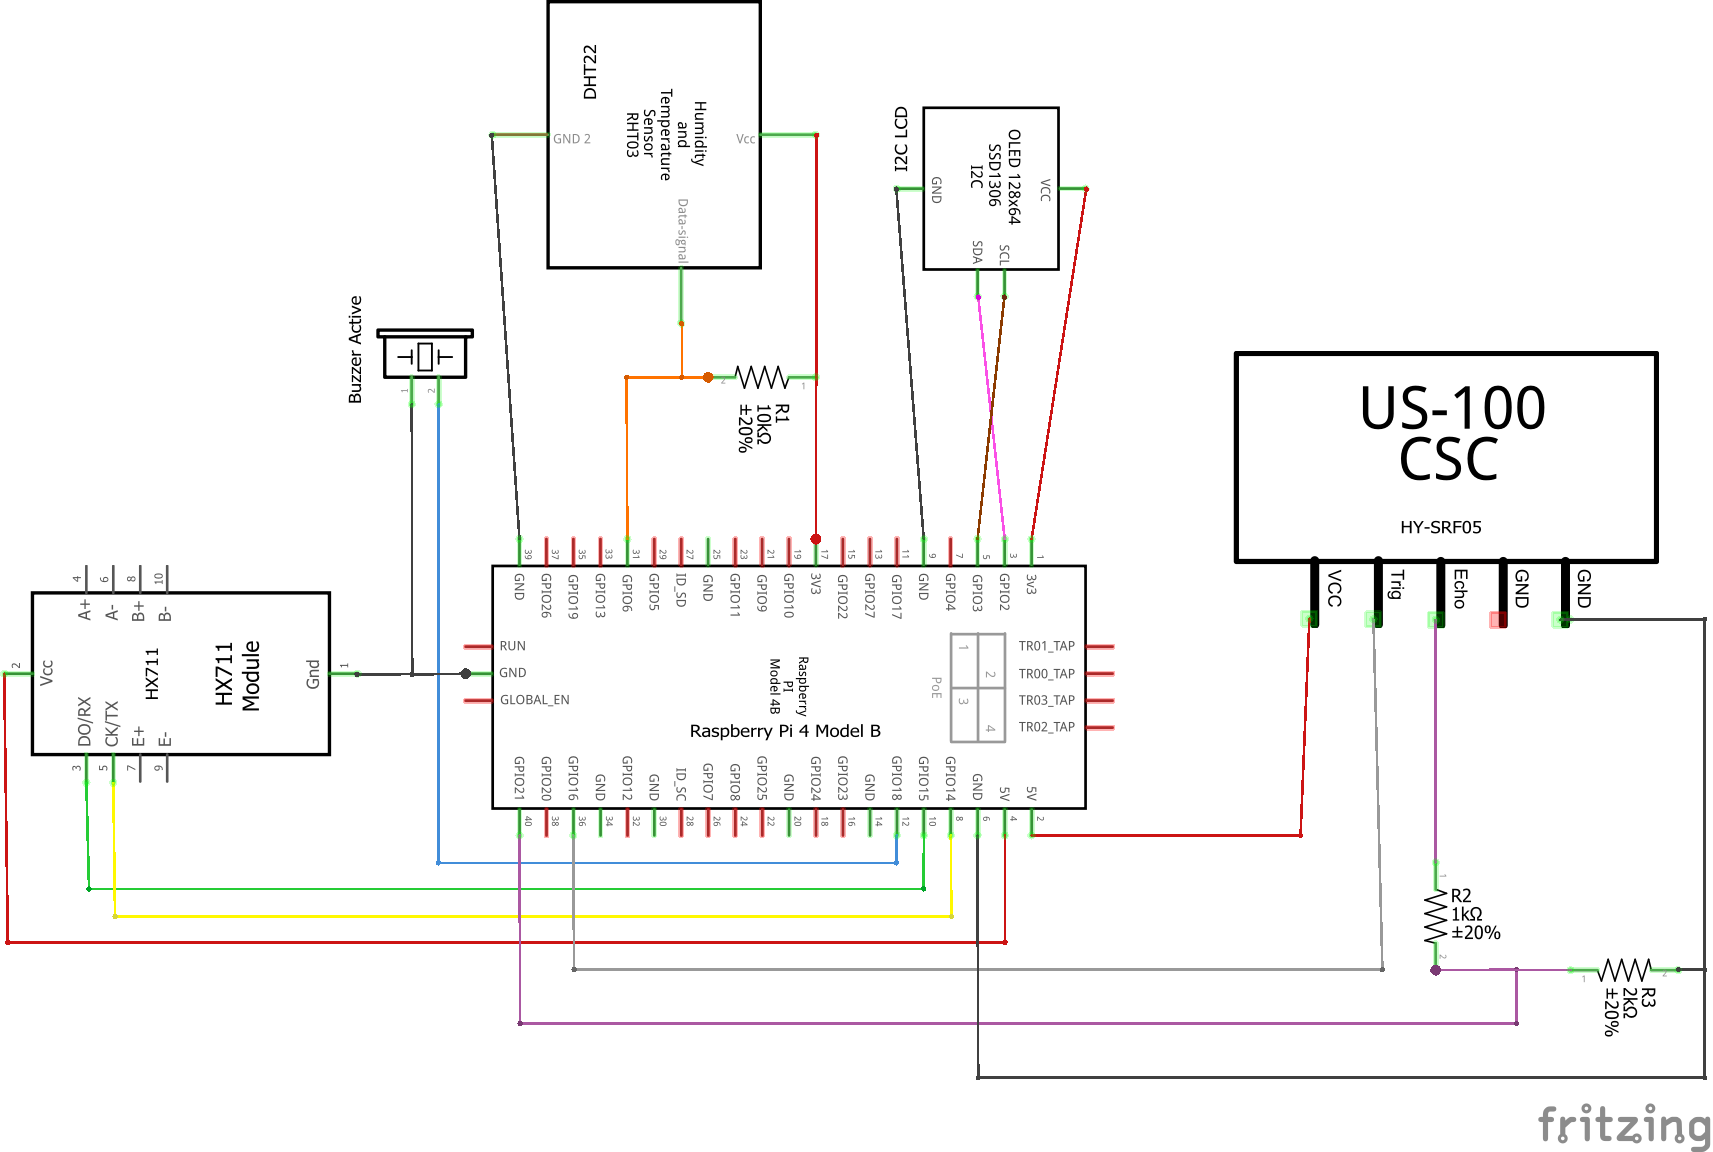 DHT22
Humidity
and
Temperature
Sensor
RHT03
GND 2
Vcc
Data-signal
I2C LCD
OLED 128x64
SSD1306
I2C
GND
VCC
SDA
SCL
Buzzer Active
1
2
2
1
R1
10kΩ
±20%
US-100
CSC
HY-SRF05
VCC
Trig
Echo
GND
GND
39
37
35
33
31
29
27
25
23
21
19
17
15
13
11
9
7
5
3
1
GND
GPIO26
GPIO19
GPIO13
GPIO6
GPIO5
ID_SD
GND
GPIO11
GPIO9
GPIO10
3V3
GPIO22
GPIO27
GPIO17
GND
GPIO4
GPIO3
GPIO2
3v3
4
6
8
10
A+
A-
B+
B-
2
Vcc
HX711
HX711
Module
Gnd
1
DO/RX
CK/TX
E+
E-
3
5
7
9
RUN
GND
GLOBAL_EN
Raspberry
PI
Model 4B
Raspberry Pi 4 Model B
PoE
1
2
3
4
TR01_TAP
TR00_TAP
TR03_TAP
TR02_TAP
GPIO21
GPIO20
GPIO16
GND
GPIO12
GND
ID_SC
GPIO7
GPIO8
GPIO25
GND
GPIO24
GPIO23
GND
GPIO18
GPIO15
GPIO14
GND
5V
5V
40
38
36
34
32
30
28
26
24
22
20
18
16
14
12
10
8
6
4
2
1
R2
1kΩ
±20%
2
1
2
R3
2kΩ
±20%
fritzing